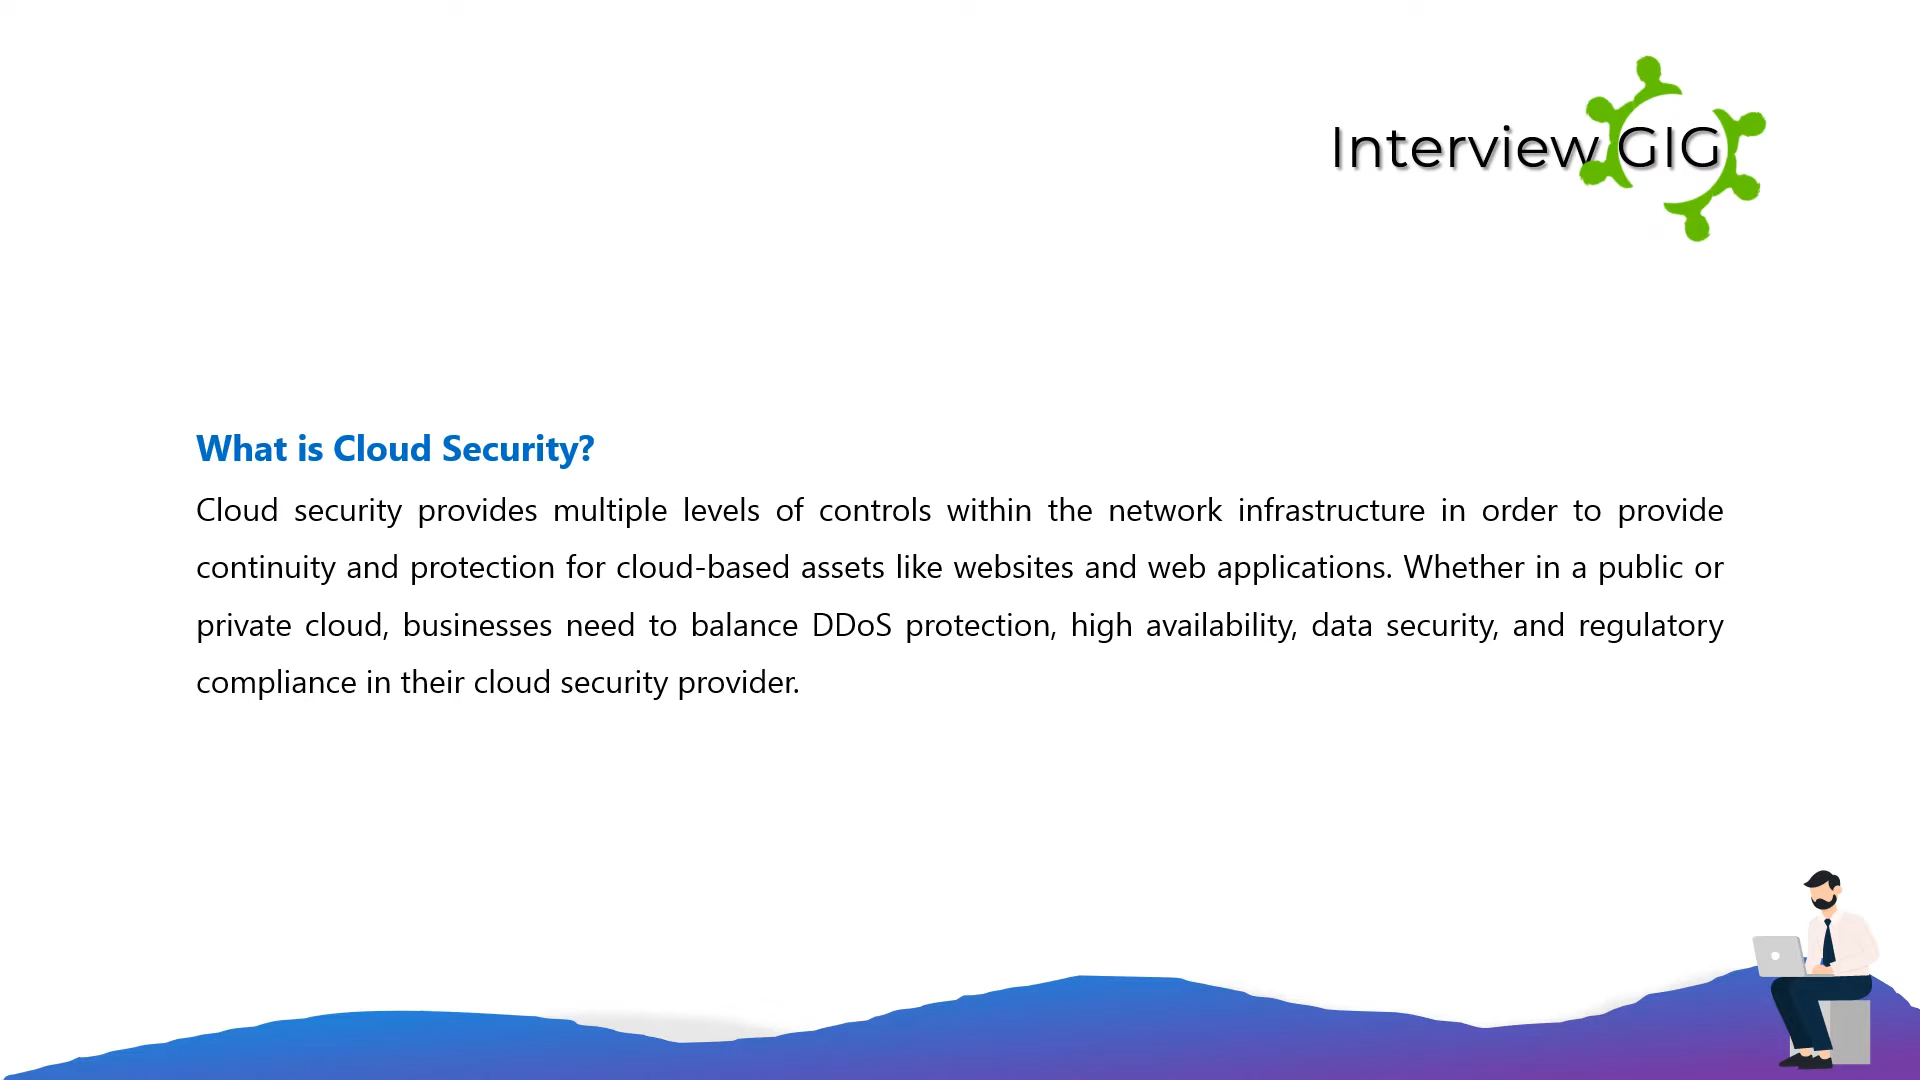 Interview GIG
What is Cloud Security?
Cloud security provides multiple levels of controls within the network infrastructure in order to provide
continuity and protection for cloud-based assets like websites and web applications. Whether in a public or
private cloud, businesses need to balance DDoS protection, high availability, data security, and regulatory
compliance in their cloud security provider.